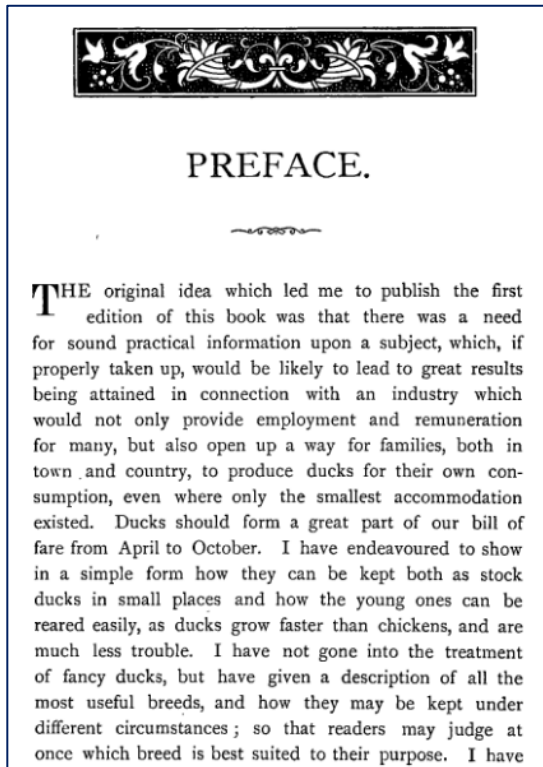 PREFACE.
THE original idea which led me to publish the first
edition of this book was that there was a need
for sound practical information upon a subject, which, if
properly taken up, would be likely to lead to great results
being attained in connection with an industry which
would not only provide employment and remuneration
for many, but also open up a way for families, both in
town and country, to produce ducks for their own con-
sumption, even where only the smallest accommodation
existed. Ducks should form a great part of our bill of
fare from April to October. I have endeavoured to show
in a simple form how they can be kept both as stock
ducks in small places and how the young ones can be
reared easily, as ducks grow faster than chickens, and are
much less trouble. I have not gone into the treatment
of fancy ducks, but have given a description of all the
most useful breeds, and how they may be kept under
different circumstances; so that readers may judge at
once which breed is best suited to their purpose. I have